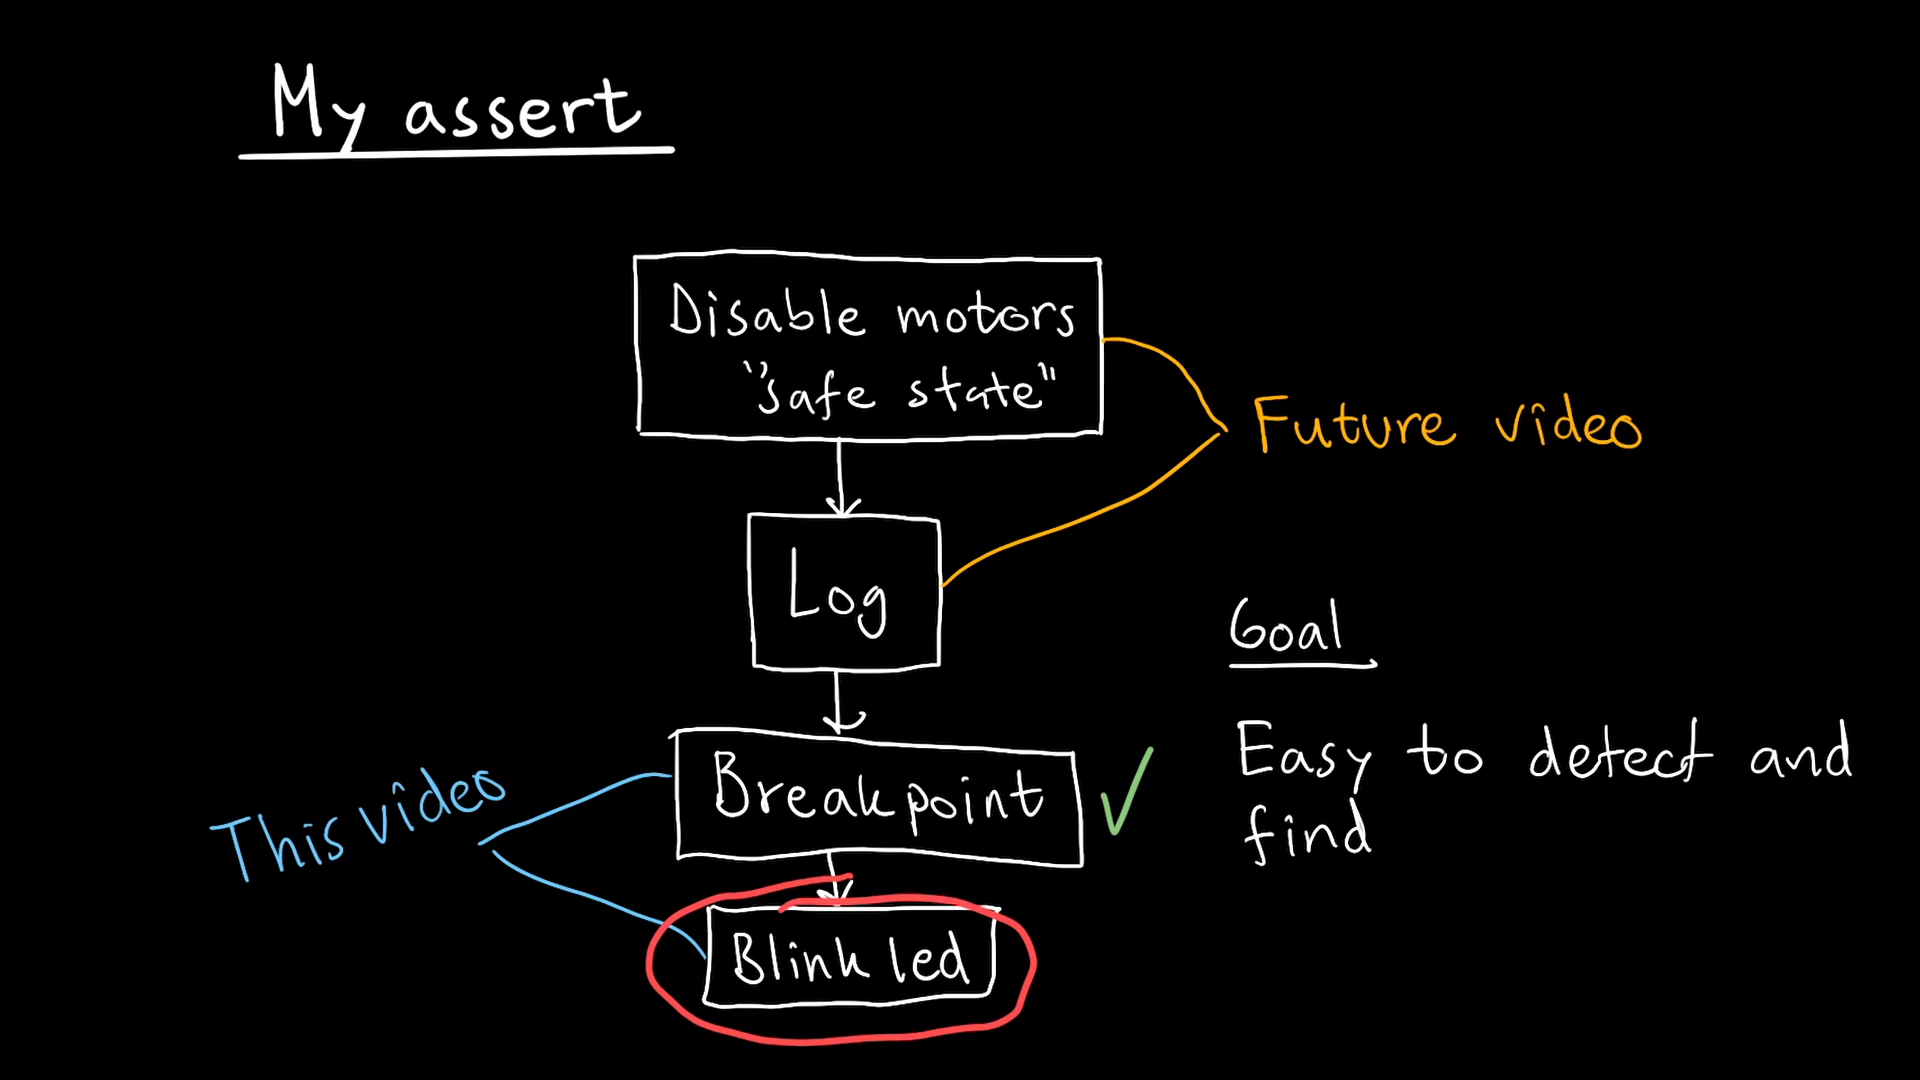 My assert
Disable motors
"safe state"
Future video
Log
Goal
Easy to detect and
find
This video
Breakpoint
Blink led